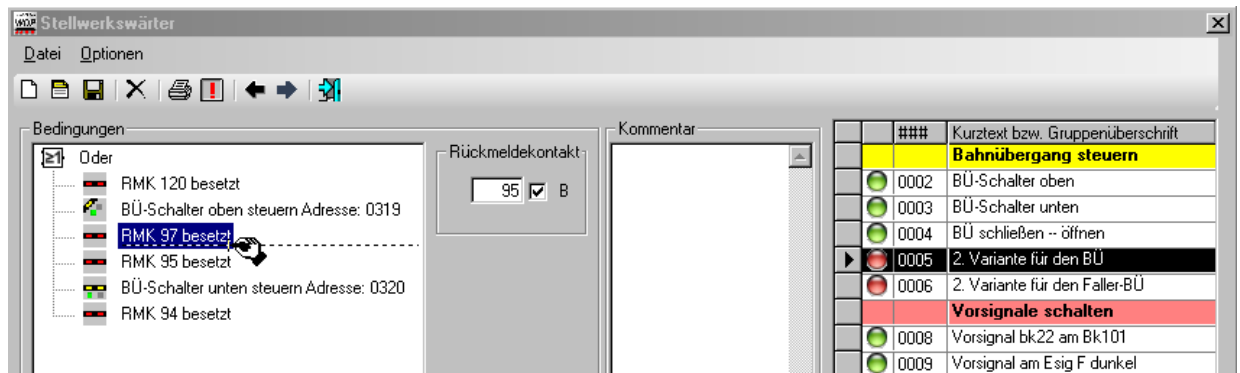 Stellwerkswärter
Datei Optionen
Bedingungen
Oder
RMK 120 besetzt
BÜ-Schalter oben steuern Adresse: 0319
RMK 97 besetzt
RMK 95 besetzt
BÜ-Schalter unten steuern Adresse: 0320
RMK 94 besetzt
Rückmeldekontakt
95 B
Kommentar
### Kurztext bzw. Gruppenüberschrift
Bahnübergang steuern
0002 BÜ-Schalter oben
0003 BÜ-Schalter unten
0004 BÜ schließen -- öffnen
0005 2. Variante für den BÜ
0006 2. Variante für den Faller-BÜ
Vorsignale schalten
0008 Vorsignal bk22 am Bk101
0009 Vorsignal am Esig F dunkel